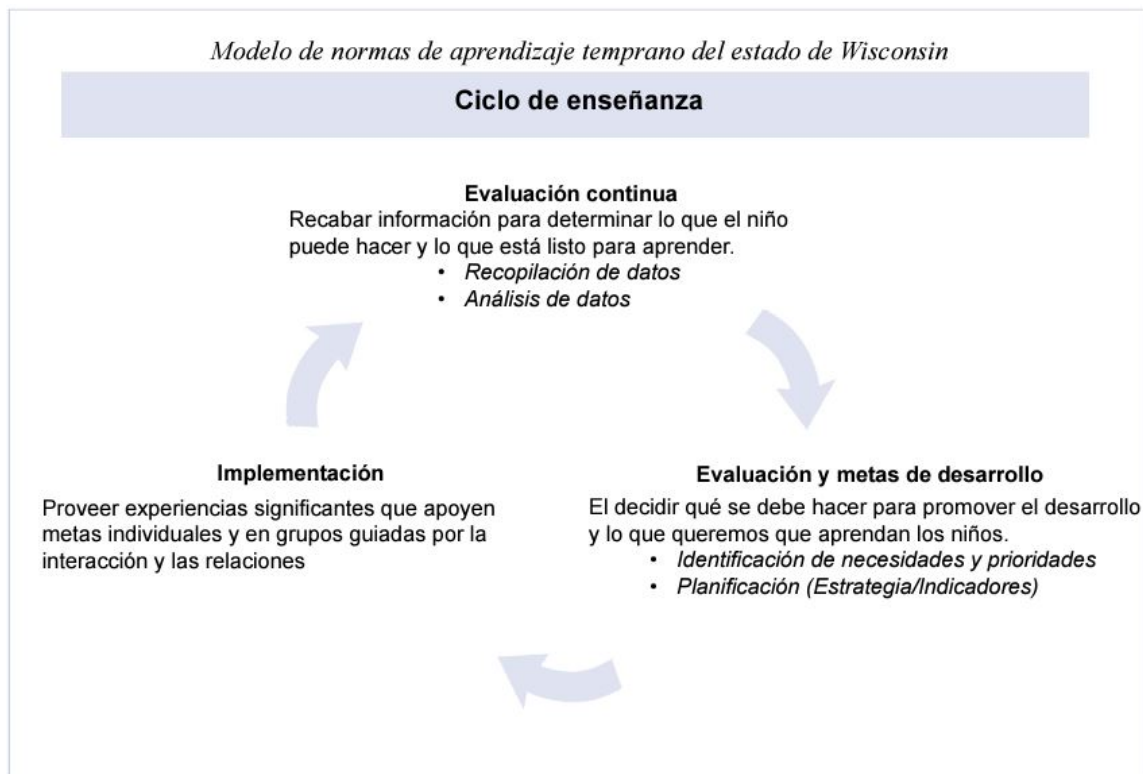 Modelo de normas de aprendizaje temprano del estado de Wisconsin
Ciclo de enseñanza
Evaluación continua
Recabar información para determinar lo que el niño
puede hacer y lo que está listo para aprender.
• Recopilación de datos
• Análisis de datos
Implementación
Proveer experiencias significantes que apoyen
metas individuales y en grupos guiadas por la
interacción y las relaciones
Evaluación y metas de desarrollo
El decidir qué se debe hacer para promover el desarrollo
y lo que queremos que aprendan los niños.
• Identificación de necesidades y prioridades
• Planificación (Estrategia/Indicadores)